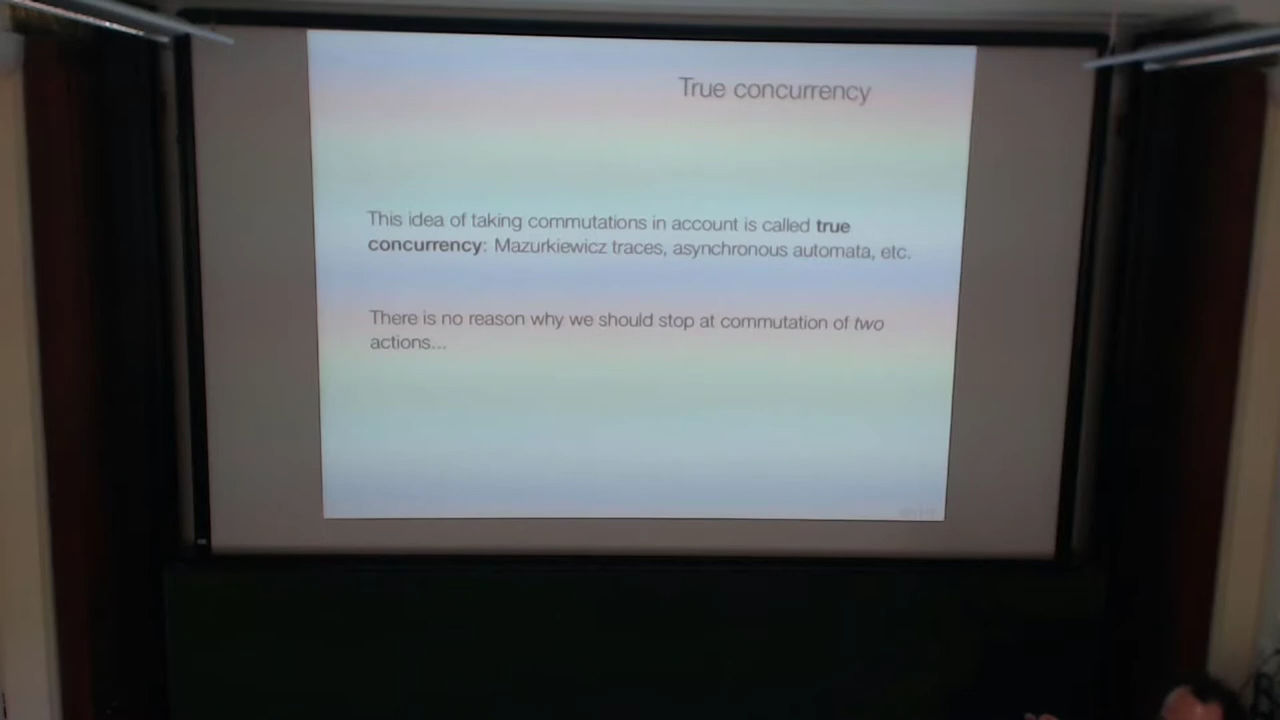 True concurrency
This idea of taking commutations in account is called true
concurrency: Mazurkiewicz traces, asynchronous automata, etc.
There is no reason why we should stop at commutation of two
actions...